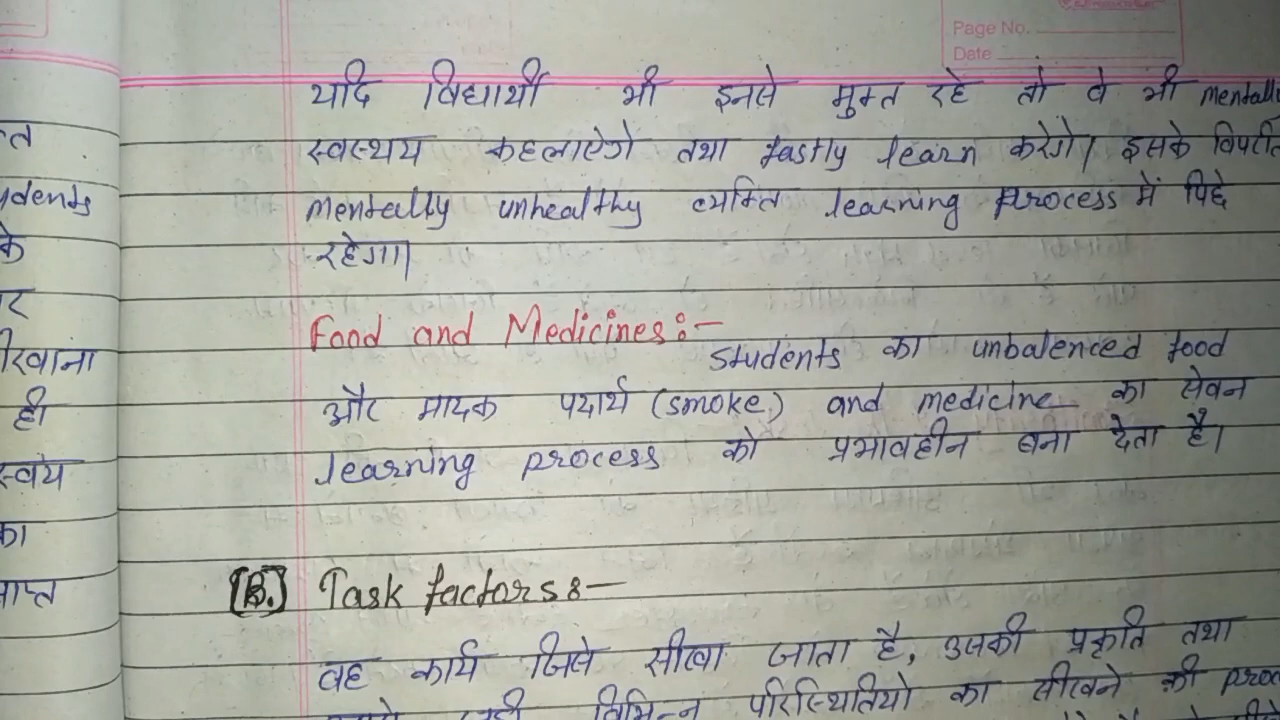 Page No.
Date
यदि विद्यार्थी भी इनसे मुक्त रहे तो वे भी mentally
स्वस्थय कहलाऐगे तथा fastly learn करेगे। इसके विपरीत
mentally unhealthy व्यक्ति learning process में पिछे
रहेगा।
Food and Medicines:-
students का unbalenced food
और मादक पदार्थ (smoke) and medicine का सेवन
learning process को प्रभावहीन बना देता है।
[B.] Task factors:-
वह कार्य जिसे सीखा जाता है, उसकी प्रकृति तथा
विभिन्न परिस्थितियो का सीखने की proc
त
udents
के
र
ीखाना
ही
स्वयं
का
माप्त